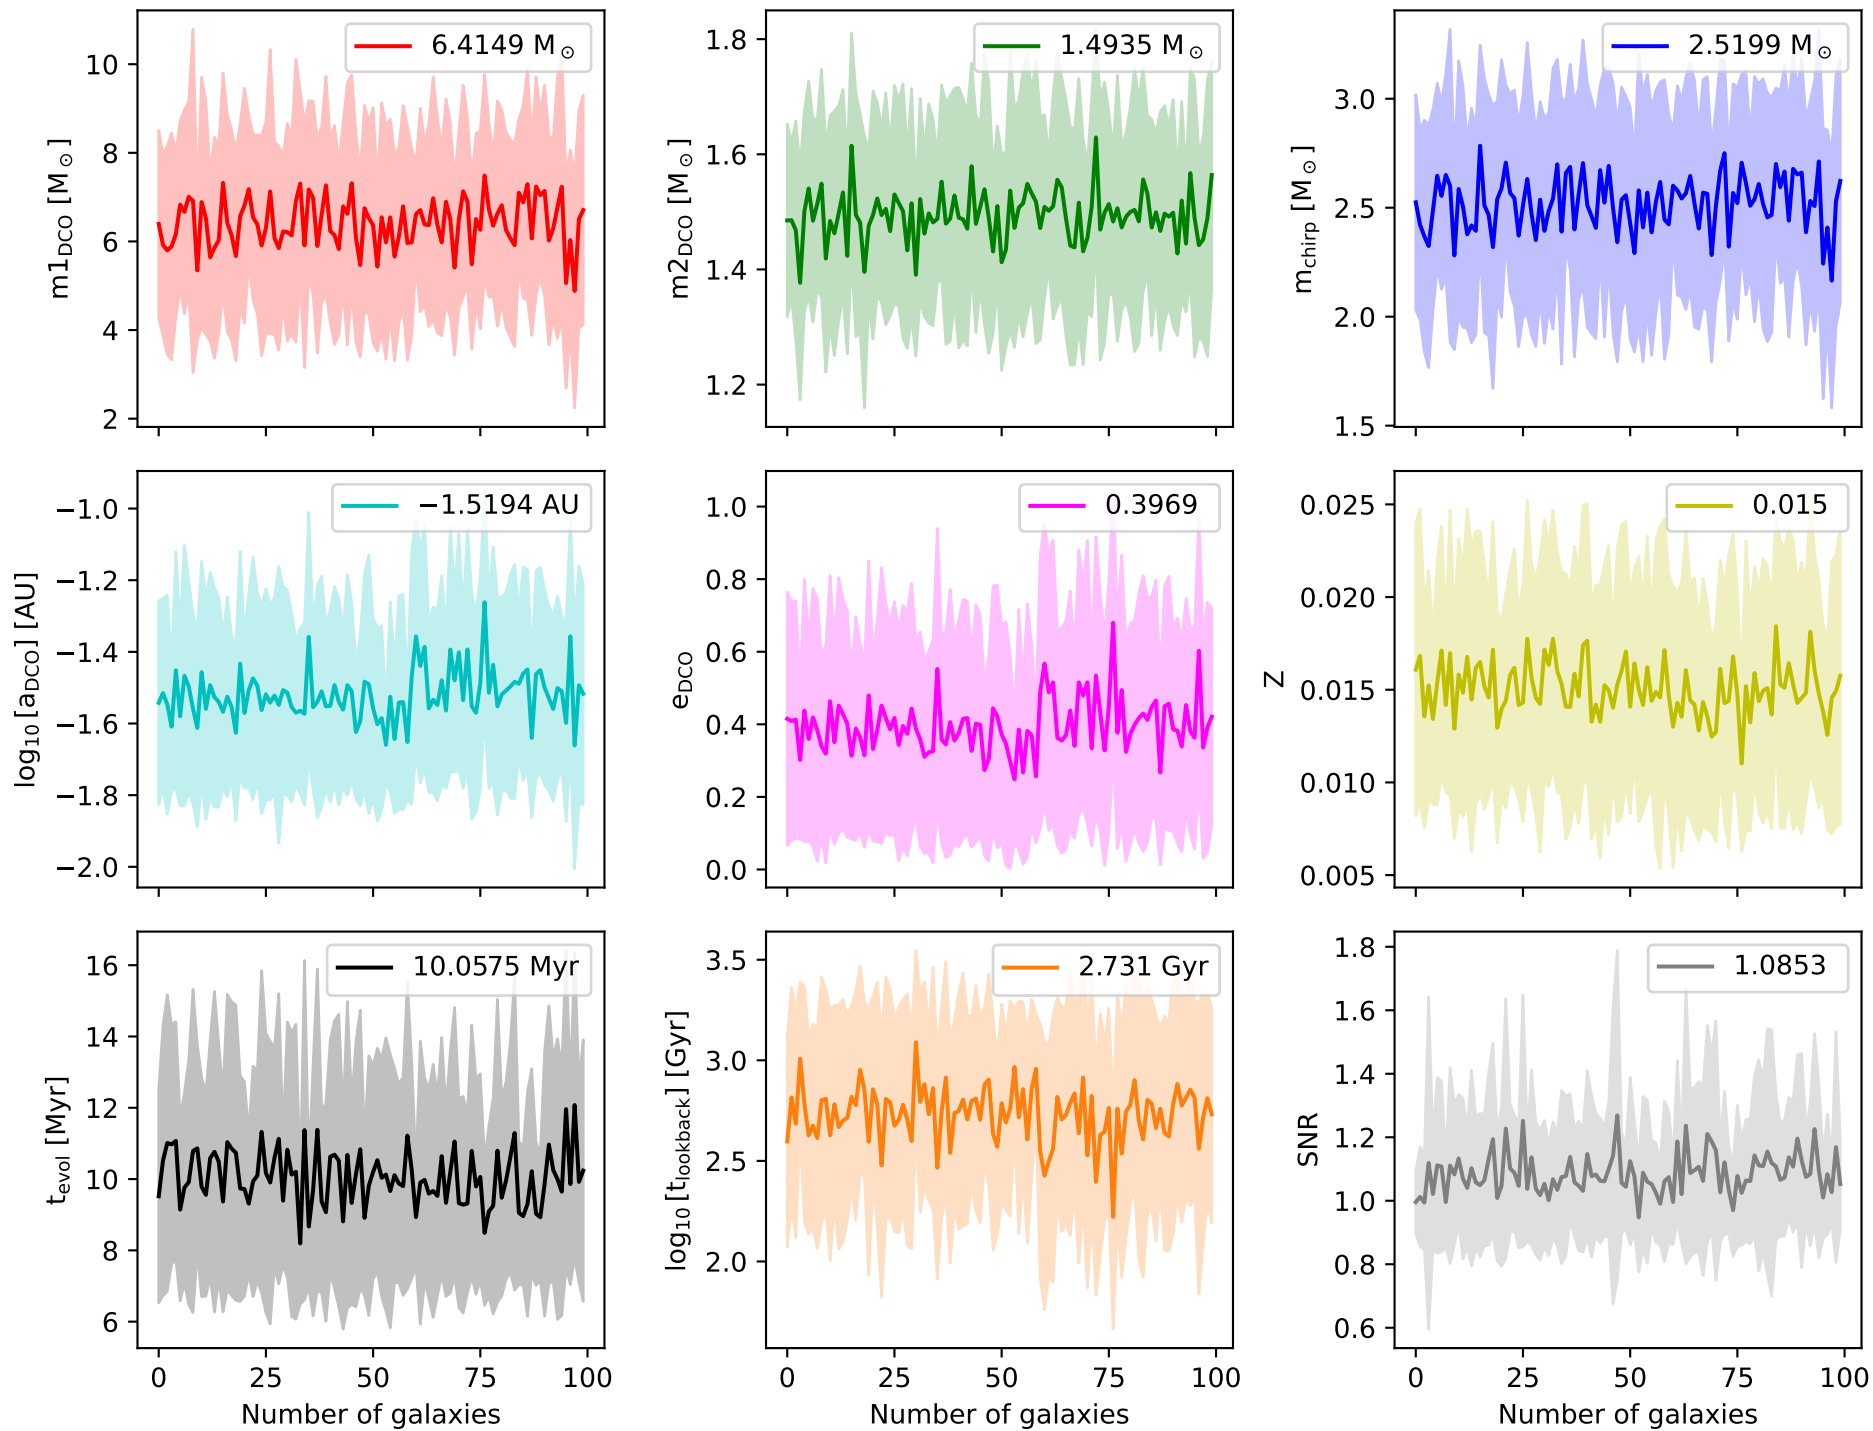 6.4149 M⊙
1.4935 M⊙
2.5199 M⊙
m1DCO [M⊙]
10
8
6
4
2
m2DCO [M⊙]
1.8
1.6
1.4
1.2
mchirp [M⊙]
3.0
2.5
2.0
1.5
−1.5194 AU
0.3969
0.015
log10 [aDCO] [AU]
−1.0
−1.2
−1.4
−1.6
−1.8
−2.0
eDCO
1.0
0.8
0.6
0.4
0.2
0.0
Z
0.025
0.020
0.015
0.010
0.005
10.0575 Myr
2.731 Gyr
1.0853
tevol [Myr]
16
14
12
10
8
6
log10 [tlookback] [Gyr]
3.5
3.0
2.5
2.0
SNR
1.8
1.6
1.4
1.2
1.0
0.8
0.6
0 25 50 75 100
0 25 50 75 100
0 25 50 75 100
Number of galaxies
Number of galaxies
Number of galaxies